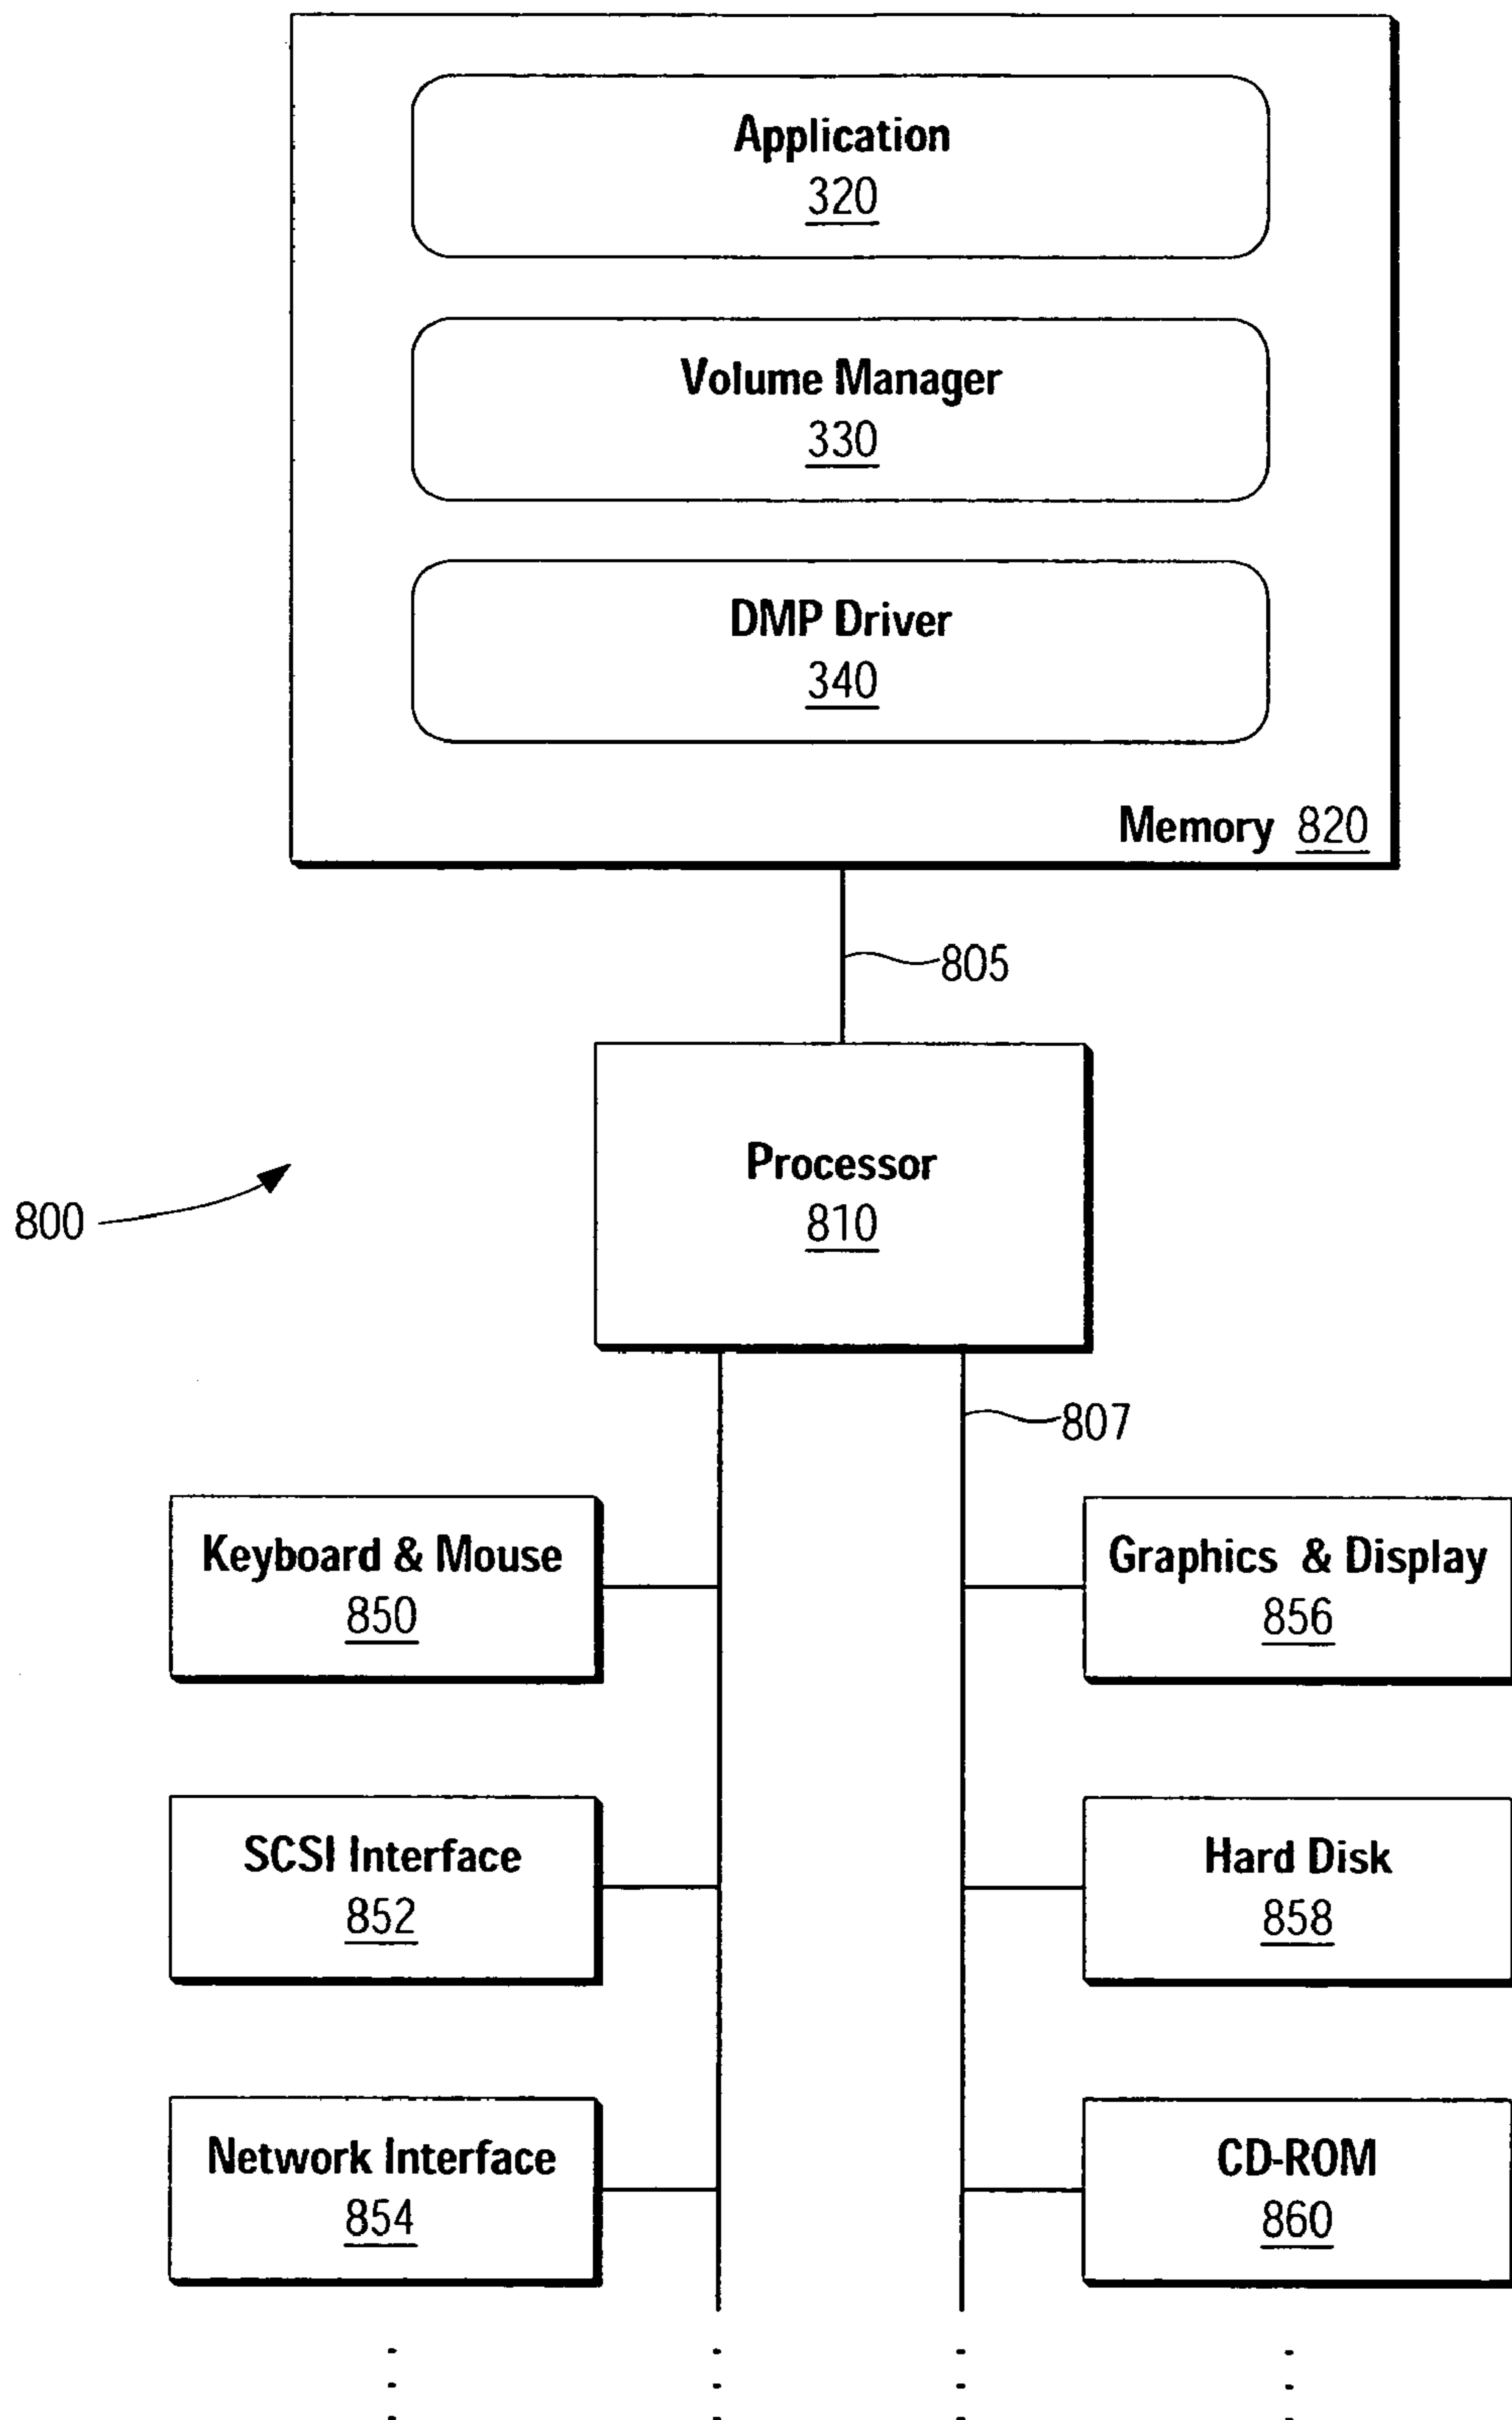 Application
320
Volume Manager
330
DMP Driver
340
Memory 820
805
Processor
810
800
807
Keyboard & Mouse
850
Graphics & Display
856
SCSI Interface
852
Hard Disk
858
Network Interface
854
CD-ROM
860